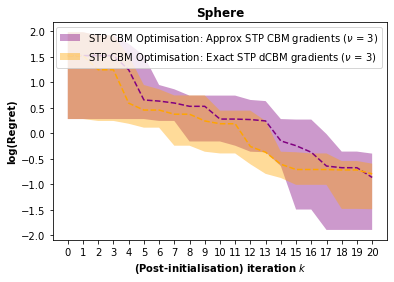 Sphere
STP CBM Optimisation: Approx STP CBM gradients (ν = 3)
STP CBM Optimisation: Exact STP dCBM gradients (ν = 3)
log(Regret)
2.0
1.5
1.0
0.5
0.0
−0.5
−1.0
−1.5
−2.0
0 1 2 3 4 5 6 7 8 9 10 11 12 13 14 15 16 17 18 19 20
(Post-initialisation) iteration k